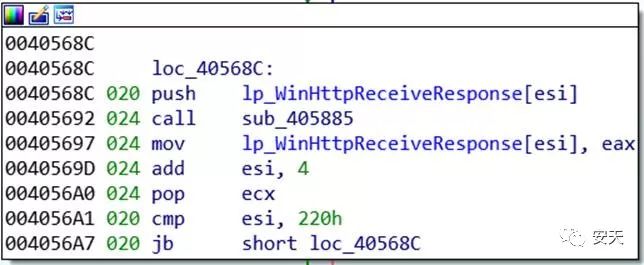 0040568C
0040568C loc_40568C:
0040568C 020 push lp_WinHttpReceiveResponse[esi]
00405692 024 call sub_405885
00405697 024 mov lp_WinHttpReceiveResponse[esi], eax
0040569D 024 add esi, 4
004056A0 024 pop ecx
004056A1 020 cmp esi, 220h
004056A7 020 jb short loc_40568C
安天